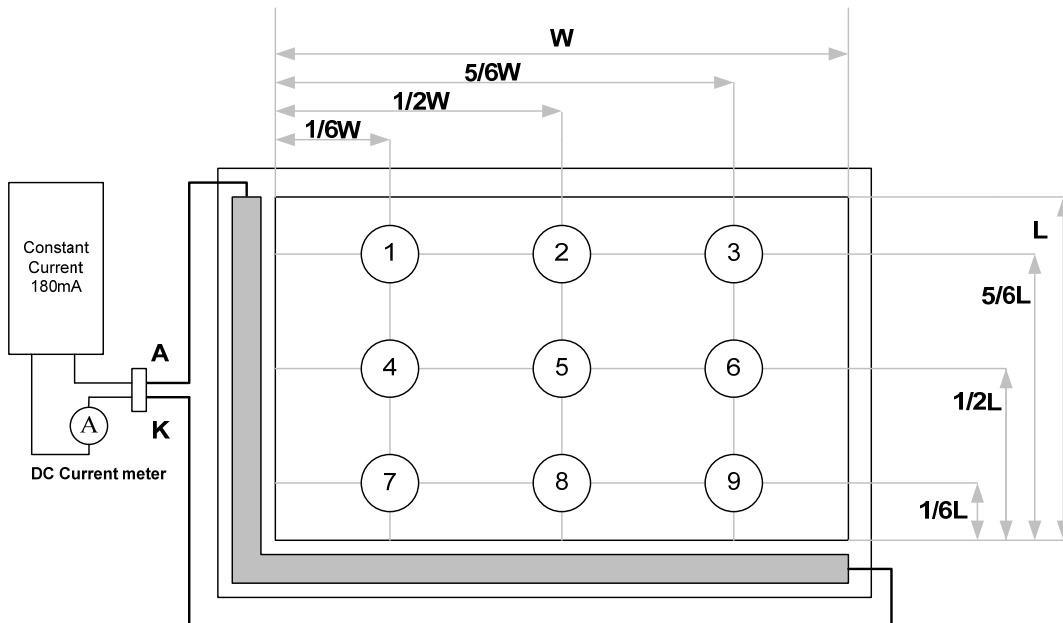 W
5/6W
1/2W
1/6W
L
Constant
Current
180mA
1
2
3
5/6L
A
4
5
6
1/2L
A
K
DC Current meter
7
8
9
1/6L